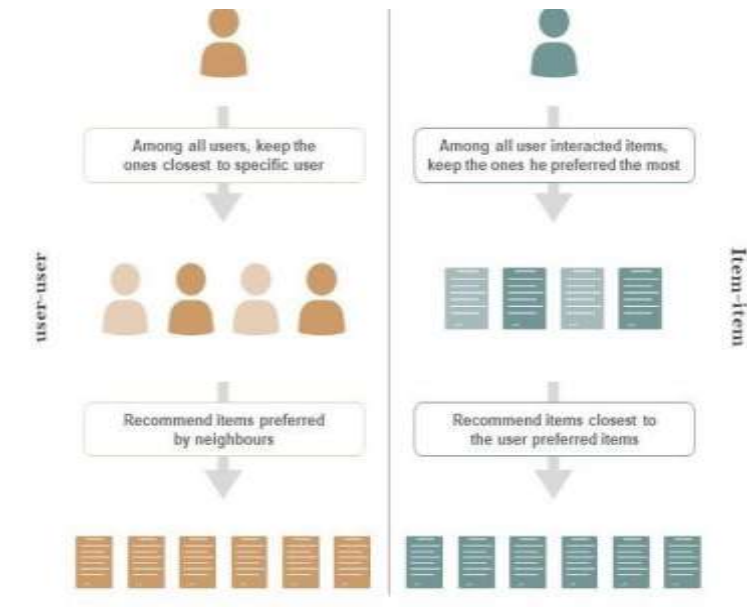 Among all users, keep the
ones closest to specific user
Among all user interacted items,
keep the ones he preferred the most
user-user
Item-item
Recommend items preferred
by neighbours
Recommend items closest to
the user preferred items